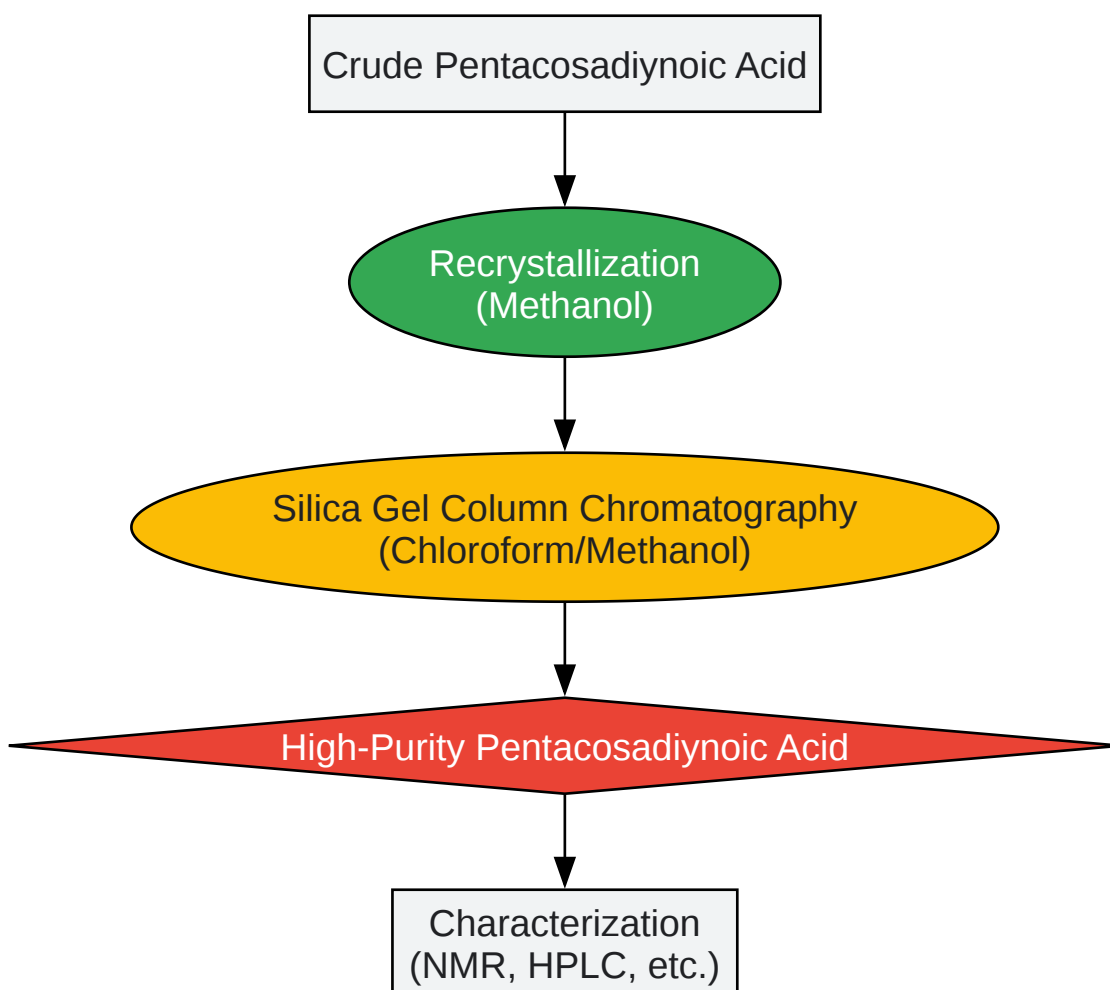 Crude Pentacosadiynoic Acid
Recrystallization
(Methanol)
Silica Gel Column Chromatography
(Chloroform/Methanol)
High-Purity Pentacosadiynoic Acid
Characterization
(NMR, HPLC, etc.)